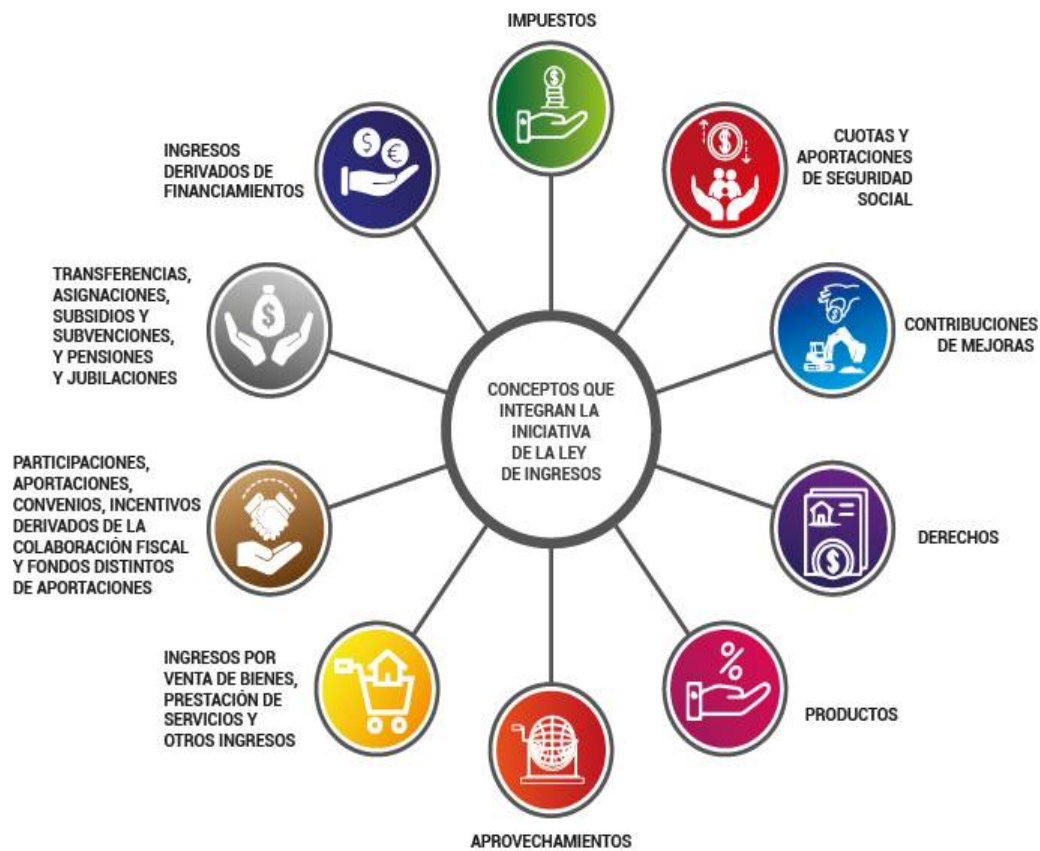 IMPUESTOS
CUOTAS Y
APORTACIONES
DE SEGURIDAD
SOCIAL
CONTRIBUCIONES
DE MEJORAS
DERECHOS
PRODUCTOS
APROVECHAMIENTOS
INGRESOS POR
VENTA DE BIENES,
PRESTACIÓN DE
SERVICIOS Y
OTROS INGRESOS
PARTICIPACIONES,
APORTACIONES,
CONVENIOS, INCENTIVOS
DERIVADOS DE LA
COLABORACIÓN FISCAL
Y FONDOS DISTINTOS
DE APORTACIONES
TRANSFERENCIAS,
ASIGNACIONES,
SUBSIDIOS Y
SUBVENCIONES,
Y PENSIONES
Y JUBILACIONES
INGRESOS
DERIVADOS DE
FINANCIAMIENTOS
CONCEPTOS QUE
INTEGRAN LA
INICIATIVA
DE LA LEY
DE INGRESOS